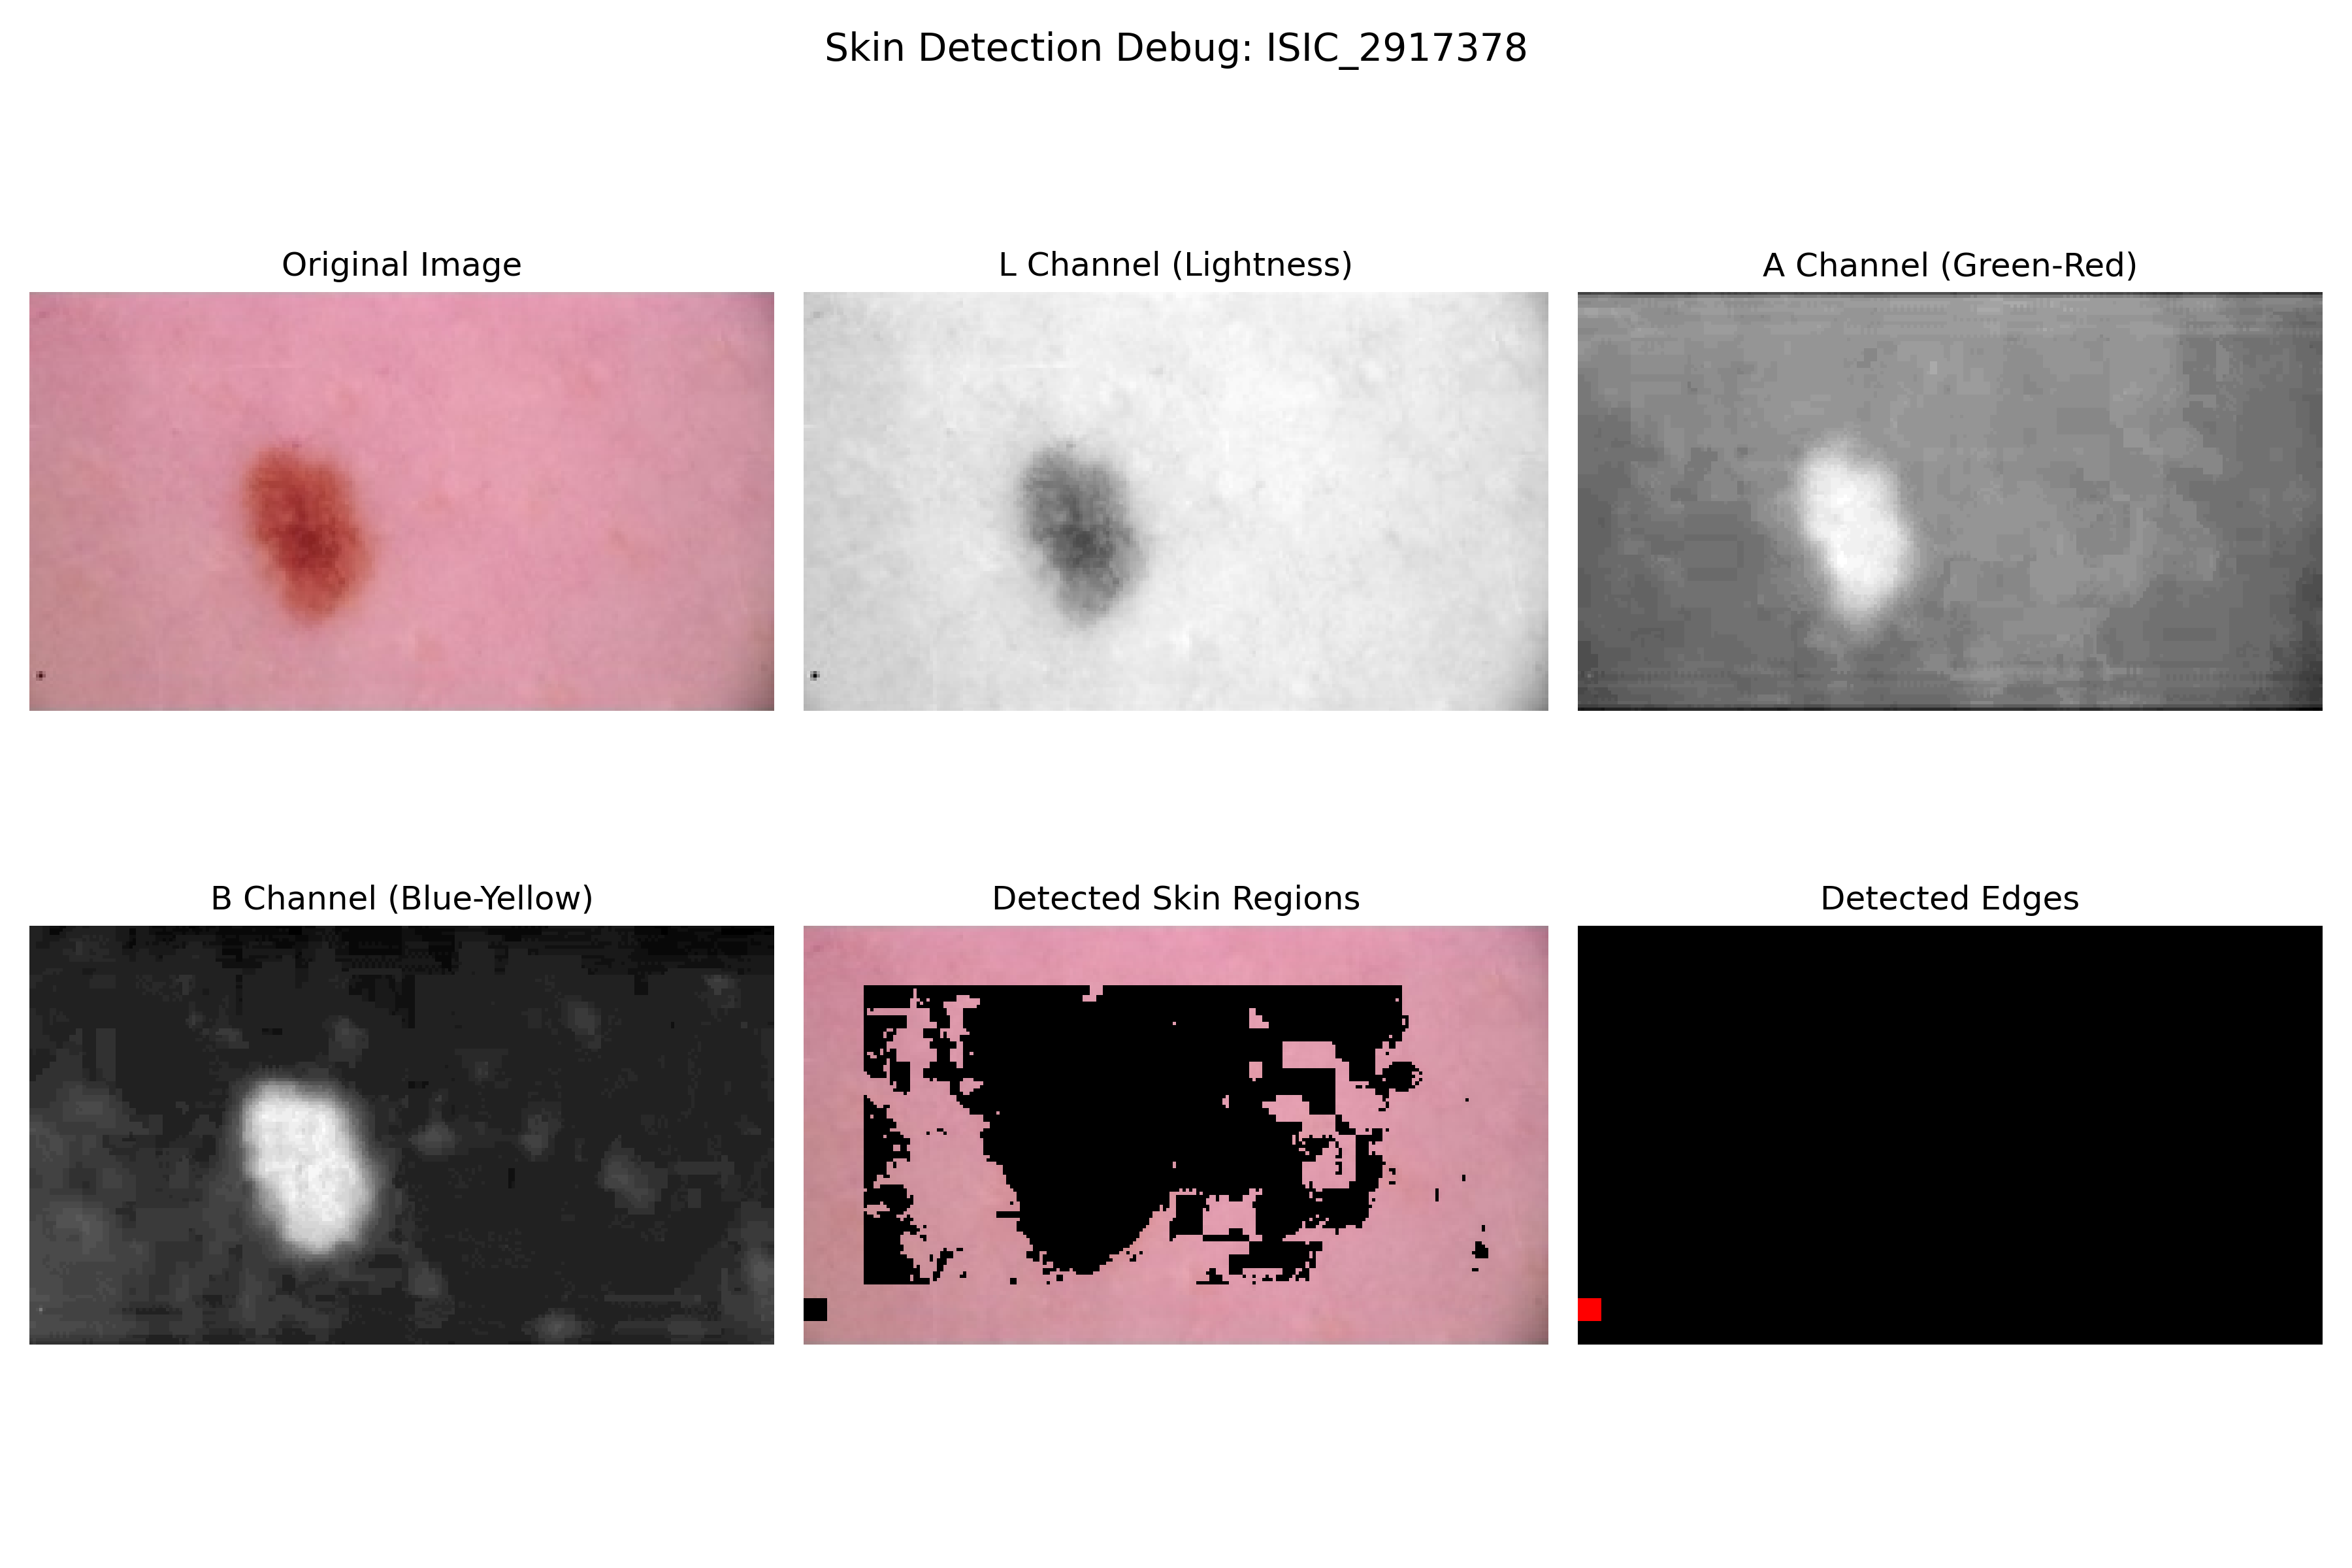 Skin Detection Debug: ISIC_2917378
Original Image
L Channel (Lightness)
A Channel (Green-Red)
B Channel (Blue-Yellow)
Detected Skin Regions
Detected Edges